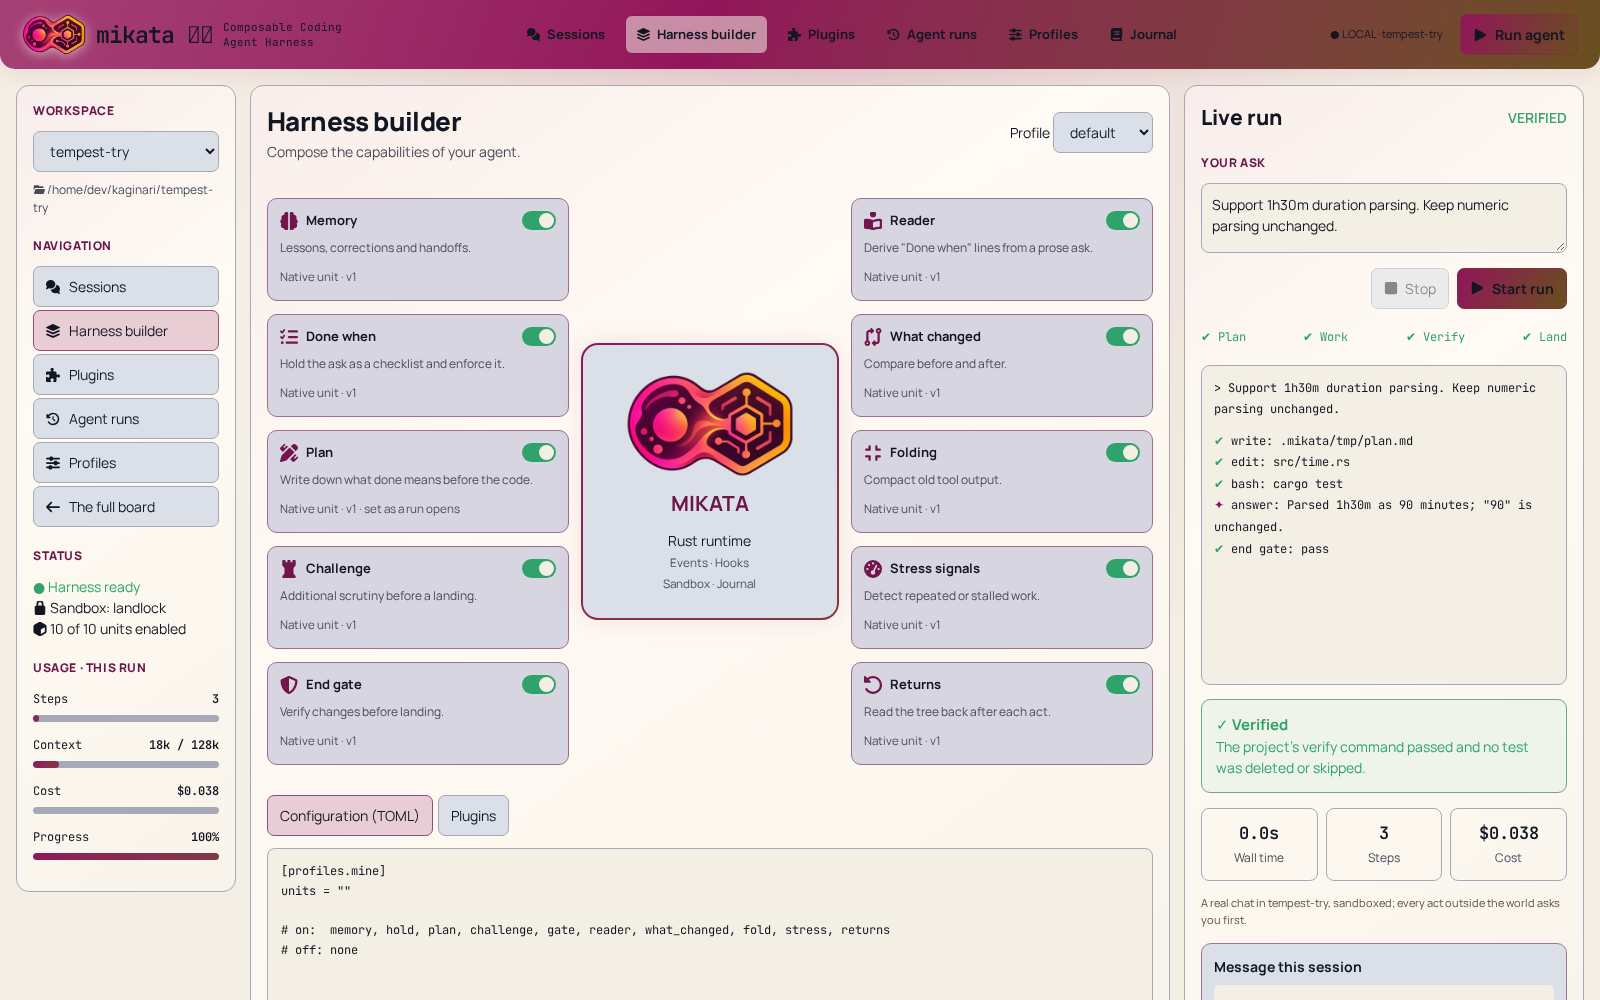 mikata
Composable Coding
Agent Harness
Sessions
Harness builder
Plugins
Agent runs
Profiles
Journal
LOCAL · tempest-try
Run agent
WORKSPACE
tempest-try
/home/dev/kaginari/tempest-
try
NAVIGATION
Sessions
Harness builder
Plugins
Agent runs
Profiles
The full board
STATUS
Harness ready
Sandbox: landlock
10 of 10 units enabled
USAGE · THIS RUN
Steps 3
Context 18k / 128k
Cost $0.038
Progress 100%
Harness builder
Compose the capabilities of your agent.
Profile default
Memory
Lessons, corrections and handoffs.
Native unit · v1
Done when
Hold the ask as a checklist and enforce it.
Native unit · v1
Plan
Write down what done means before the code.
Native unit · v1 · set as a run opens
Challenge
Additional scrutiny before a landing.
Native unit · v1
End gate
Verify changes before landing.
Native unit · v1
MIKATA
Rust runtime
Events · Hooks
Sandbox · Journal
Reader
Derive "Done when" lines from a prose ask.
Native unit · v1
What changed
Compare before and after.
Native unit · v1
Folding
Compact old tool output.
Native unit · v1
Stress signals
Detect repeated or stalled work.
Native unit · v1
Returns
Read the tree back after each act.
Native unit · v1
Configuration (TOML)
Plugins
[profiles.mine]
units = ""
# on:  memory, hold, plan, challenge, gate, reader, what_changed, fold, stress, returns
# off: none
Live run
VERIFIED
YOUR ASK
Support 1h30m duration parsing. Keep numeric
parsing unchanged.
Stop
Start run
✔ Plan ✔ Work ✔ Verify ✔ Land
> Support 1h30m duration parsing. Keep numeric
parsing unchanged.
✔ write: .mikata/tmp/plan.md
✔ edit: src/time.rs
✔ bash: cargo test
✦ answer: Parsed 1h30m as 90 minutes; "90" is
unchanged.
✔ end gate: pass
✓ Verified
The project's verify command passed and no test
was deleted or skipped.
0.0s
Wall time
3
Steps
$0.038
Cost
A real chat in tempest-try, sandboxed; every act outside the world asks
you first.
Message this session